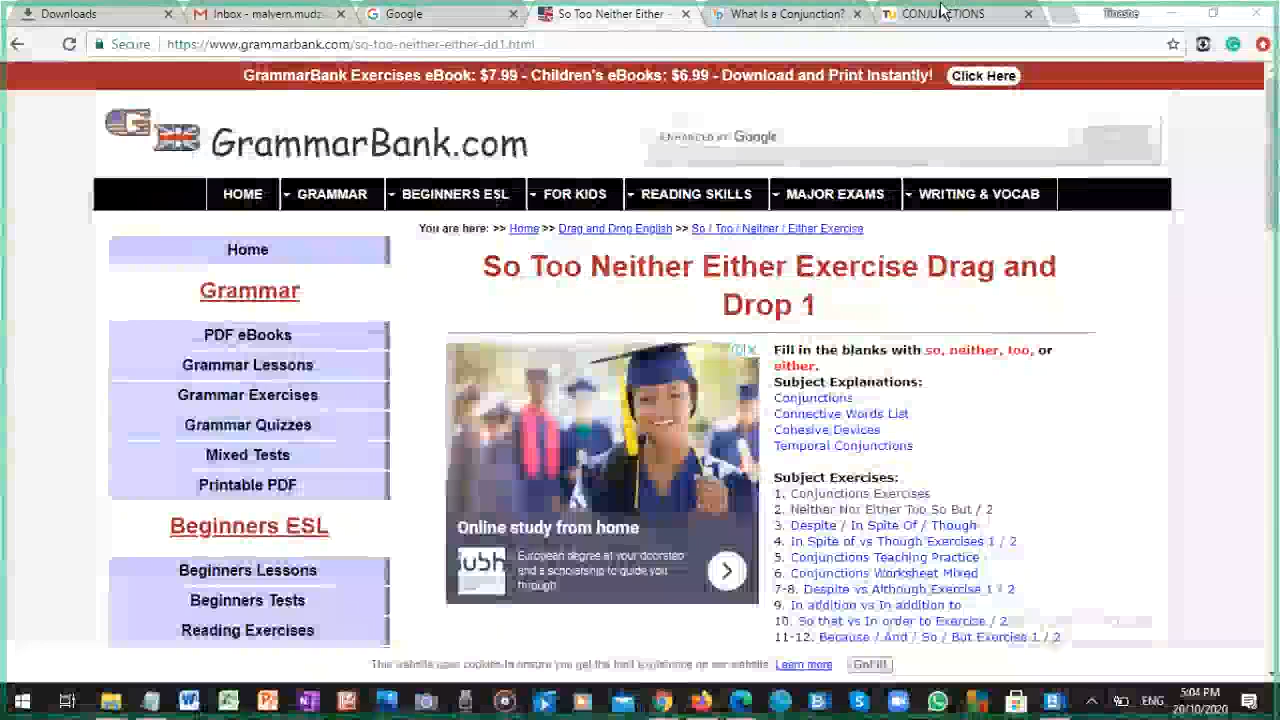 Downloads
Inbox - malyern.mudz
Google
So Too Neither Either -
What Is a Conjunction?
CONJUNCTIONS
Tinashe
Secure
https://www.grammarbank.com/so-too-neither-either-dd1.html
GrammarBank Exercises eBook: $7.99 - Children's eBooks: $6.99 - Download and Print Instantly! Click Here
G
GrammarBank.com
ENHANCED BY Google
HOME
GRAMMAR
BEGINNERS ESL
FOR KIDS
READING SKILLS
MAJOR EXAMS
WRITING & VOCAB
You are here: >> Home >> Drag and Drop English >> So / Too / Neither / Either Exercise
Home
Grammar
PDF eBooks
Grammar Lessons
Grammar Exercises
Grammar Quizzes
Mixed Tests
Printable PDF
Beginners ESL
Beginners Lessons
Beginners Tests
Reading Exercises
So Too Neither Either Exercise Drag and
Drop 1
Online study from home
iubh
European degree at your doorstep
and a scholarship to guide you
through
Fill in the blanks with so, neither, too, or
either.
Subject Explanations:
Conjunctions
Connective Words List
Cohesive Devices
Temporal Conjunctions
Subject Exercises:
1. Conjunctions Exercises
2. Neither Nor Either Too So But / 2
3. Despite / In Spite Of / Though
4. In Spite of vs Though Exercises 1 / 2
5. Conjunctions Teaching Practice
6. Conjunctions Worksheet Mixed
7-8. Despite vs Although Exercise 1 / 2
9. In addition vs In addition to
10. So that vs In order to Exercise / 2
11-12. Because / And / So / But Exercise 1 / 2
This website uses cookies to ensure you get the best experience on our website. Learn more Got it!
ENG
5:04 PM
20/10/2020